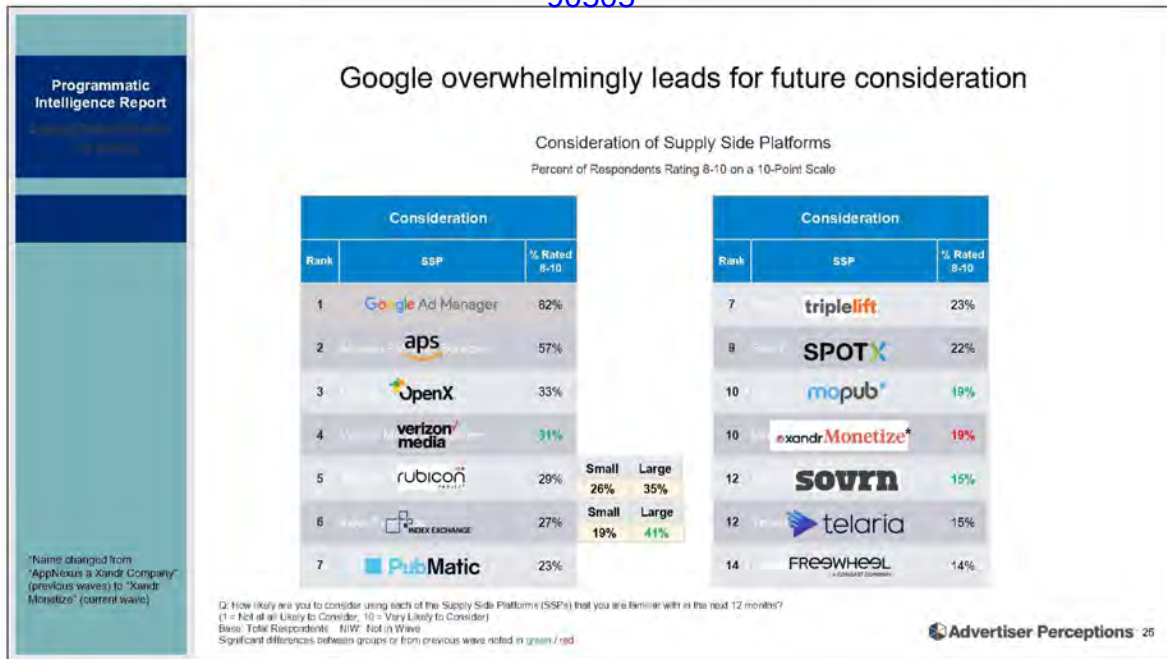 Programmatic
Intelligence Report
Google overwhelmingly leads for future consideration
Consideration of Supply Side Platforms
Percent of Respondents Rating 8-10 on a 10-Point Scale
Consideration
Rank SSP % Rated 8-10
1 Google Ad Manager 82%
2 aps 57%
3 OpenX 33%
4 verizon media 31%
5 rubicon PROJECT 29% Small 26% Large 35%
6 INDEX EXCHANGE 27% Small 19% Large 41%
7 PubMatic 23%
Consideration
Rank SSP % Rated 8-10
7 triplelift 23%
9 SPOTX 22%
10 mopub 19%
10 xandr Monetize* 19%
12 sovrn 15%
12 telaria 15%
14 FREEWHEEL A COMCAST COMPANY 14%
*Name changed from
"AppNexus a Xandr Company"
(previous waves) to "Xandr
Monetize" (current wave)
Q: How likely are you to consider using each of the Supply Side Platforms (SSPs) that you are familiar with in the next 12 months?
(1 = Not at all Likely to Consider; 10 = Very Likely to Consider)
Base: Total Respondents NIW: Not in Wave
Significant differences between groups or from previous wave noted in green / red
Advertiser Perceptions 26